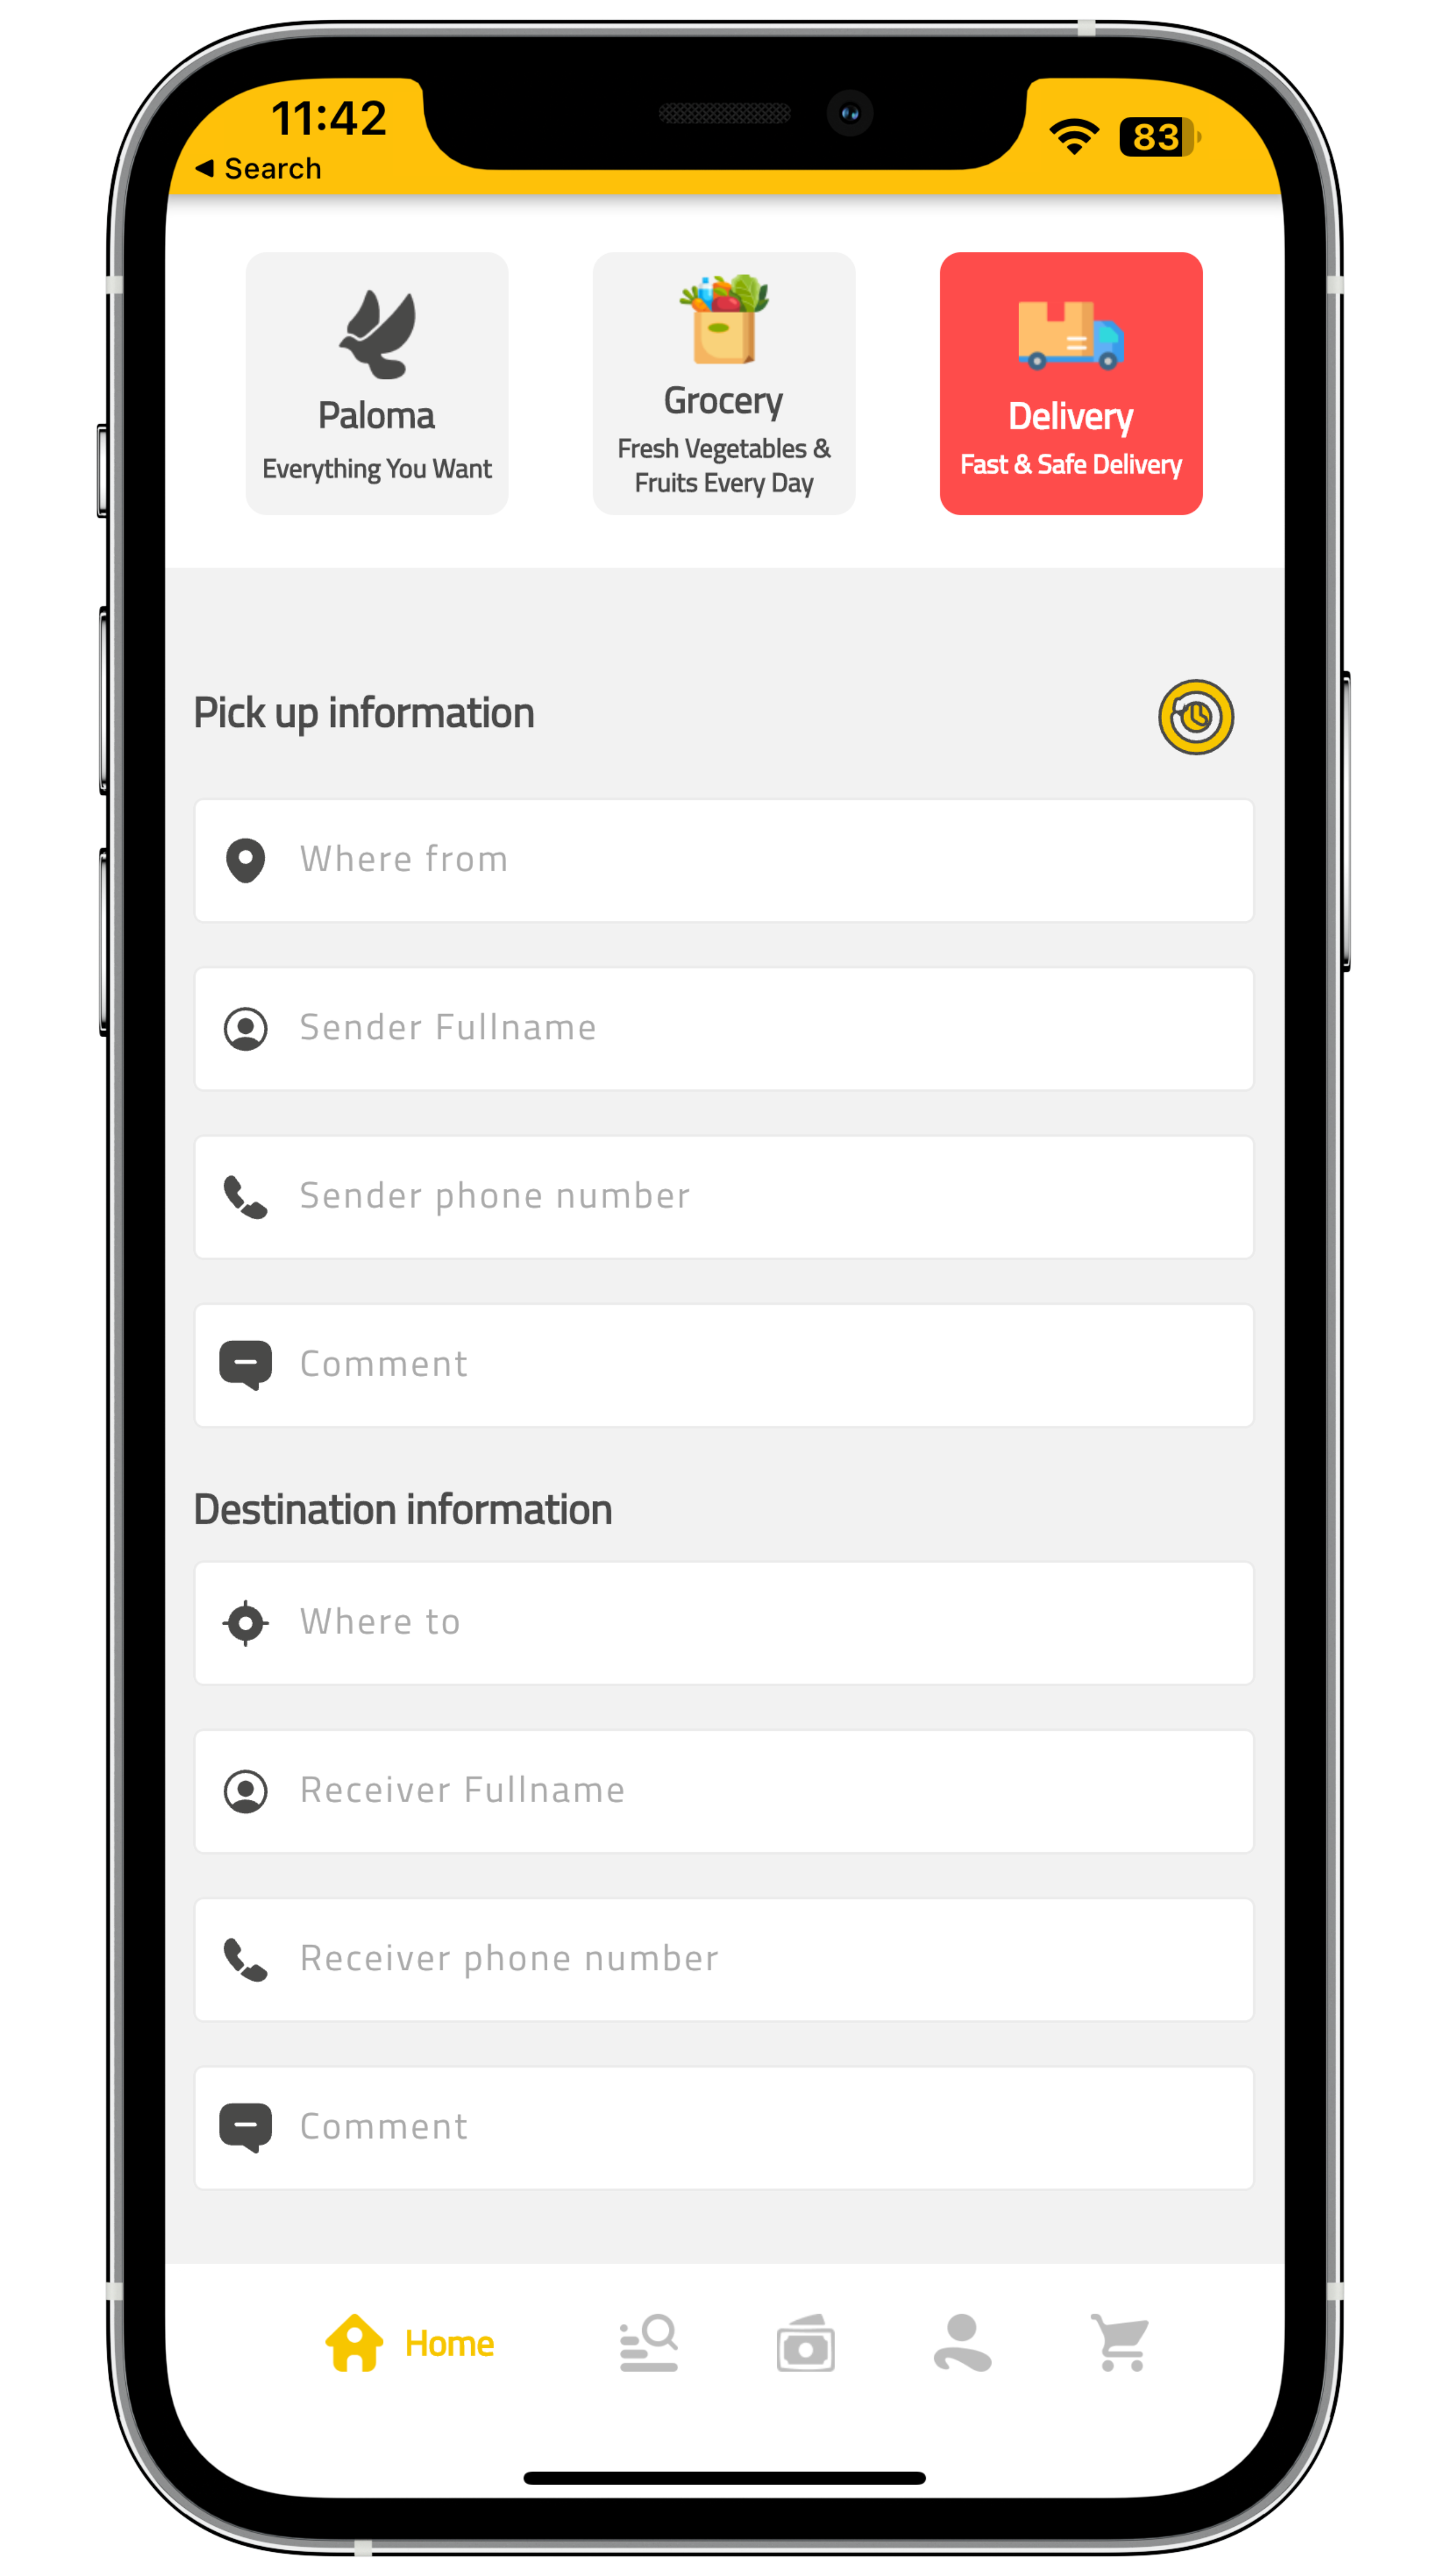 11:42
◀ Search
83
Paloma
Everything You Want
Grocery
Fresh Vegetables &
Fruits Every Day
Delivery
Fast & Safe Delivery
Pick up information
Where from
Sender Fullname
Sender phone number
Comment
Destination information
Where to
Receiver Fullname
Receiver phone number
Comment
Home